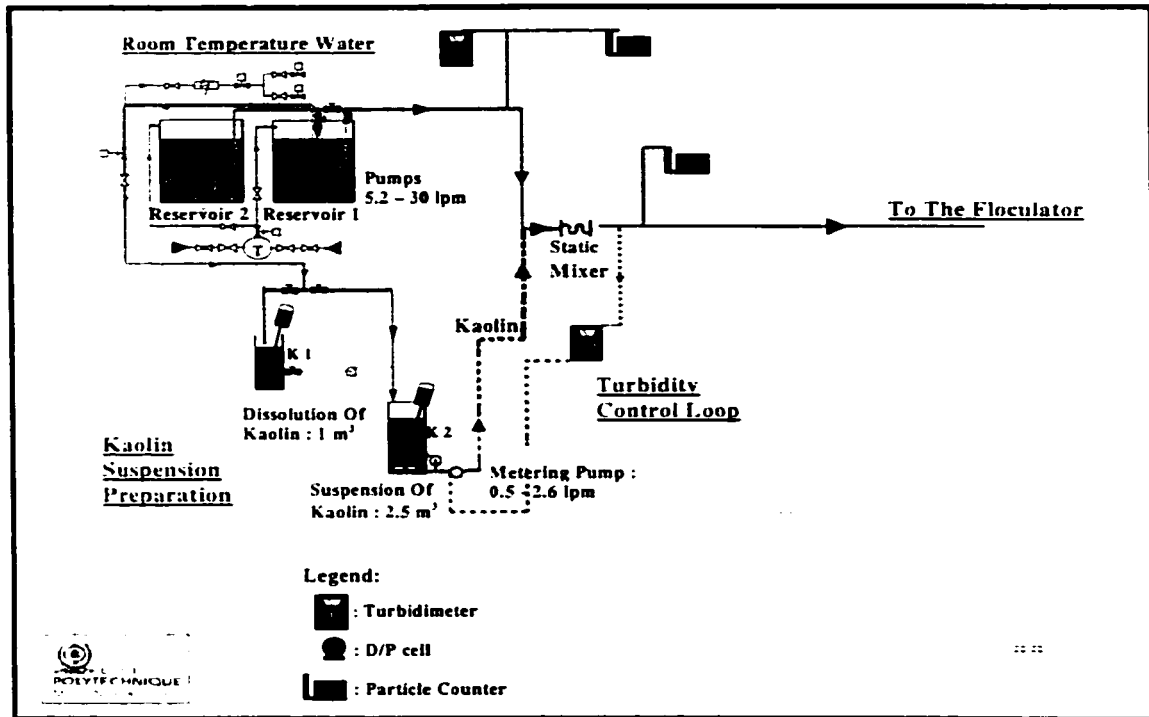 Room Temperature Water
Pumps
5.2 – 30 lpm
Reservoir 2
Reservoir 1
T
To The Floculator
Static
Mixer
Kaolin
K 1
Dissolution Of
Kaolin : 1 m³
Turbidity
Control Loop
K 2
Kaolin
Suspension
Preparation
Suspension Of
Kaolin : 2.5 m³
Metering Pump :
0.5 - 2.6 lpm
Legend:
: Turbidimeter
: D/P cell
: Particle Counter
POLYTECHNIQUE